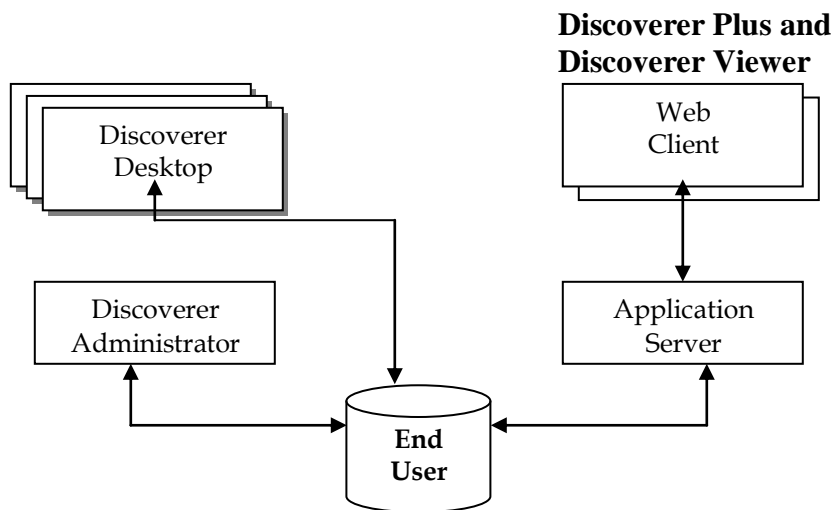 Discoverer Plus and
Discoverer Viewer
Discoverer
Desktop
Web
Client
Discoverer
Administrator
Application
Server
End
User